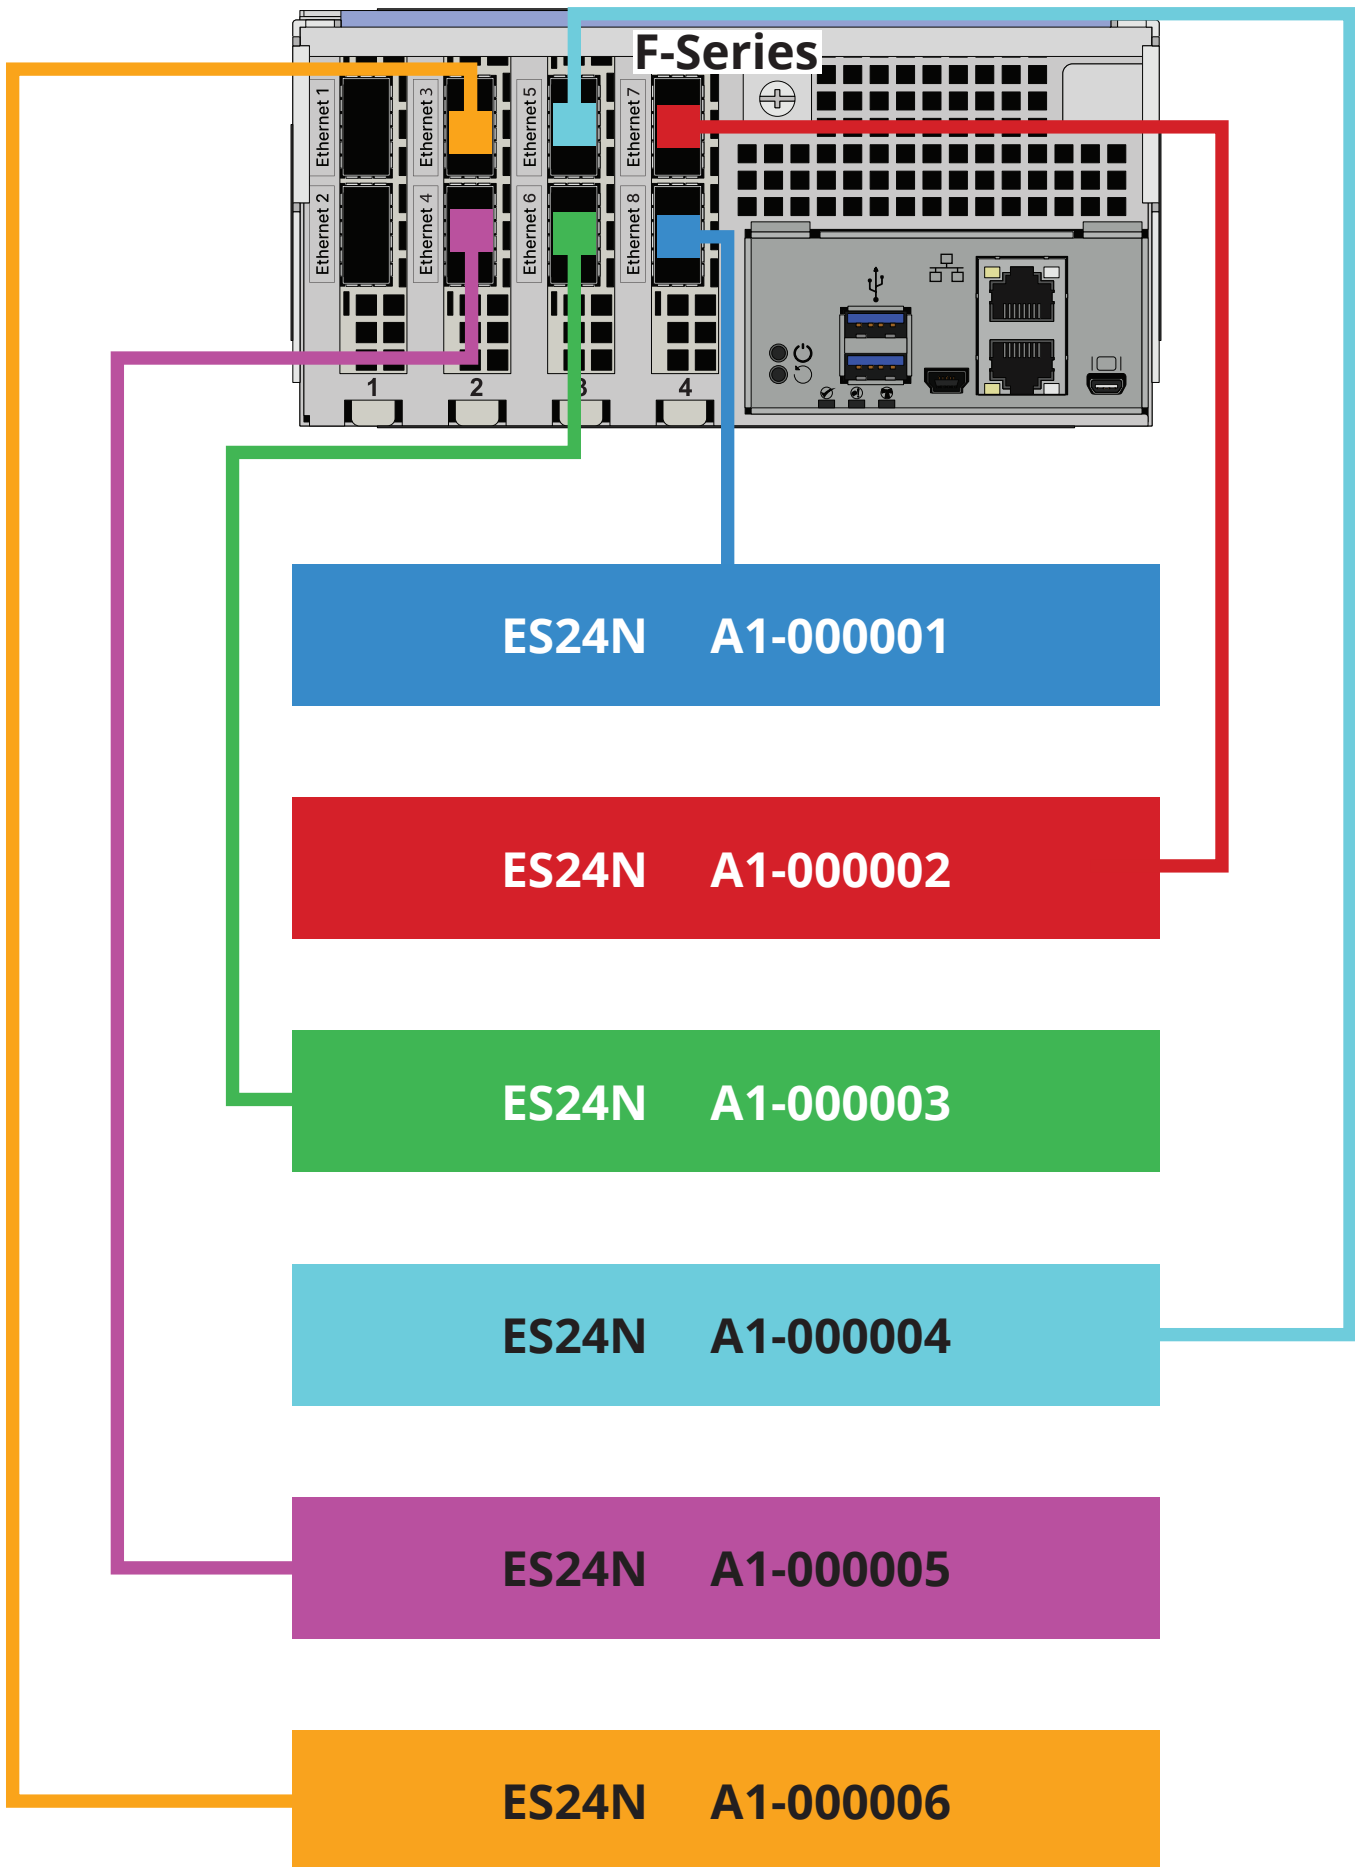 F-Series
Ethernet 1
Ethernet 3
Ethernet 5
Ethernet 7
Ethernet 2
Ethernet 4
Ethernet 6
Ethernet 8
1
2
3
4
ES24N A1-000001
ES24N A1-000002
ES24N A1-000003
ES24N A1-000004
ES24N A1-000005
ES24N A1-000006